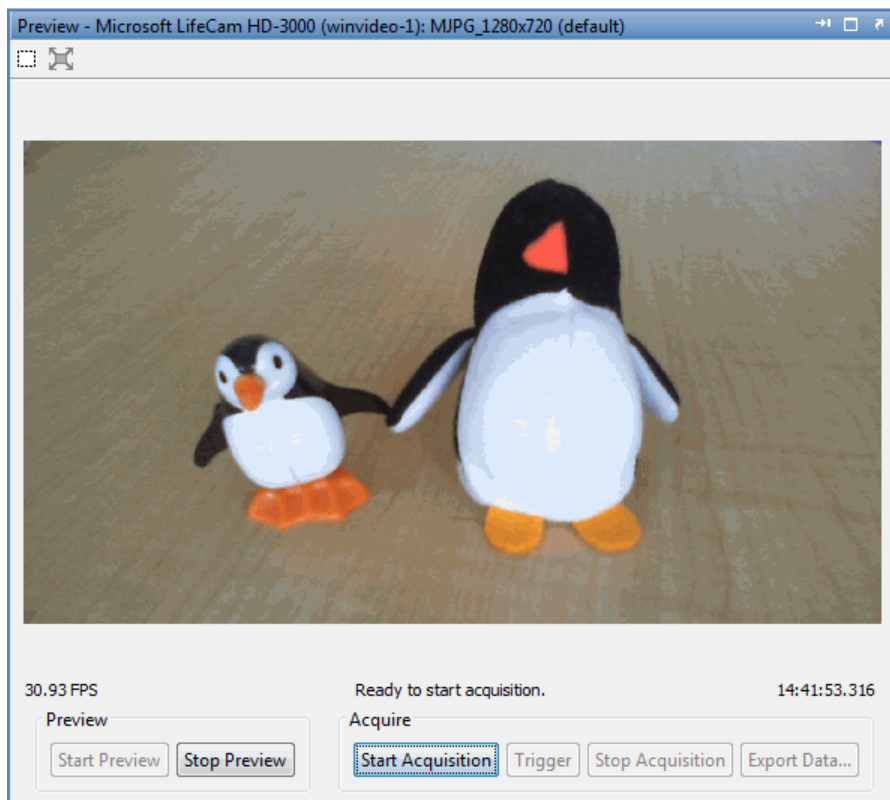 Preview - Microsoft LifeCam HD-3000 (winvideo-1): MJPG_1280x720 (default)
30.93 FPS Ready to start acquisition. 14:41:53.316
Preview Acquire
Start Preview Stop Preview Start Acquisition Trigger Stop Acquisition Export Data...